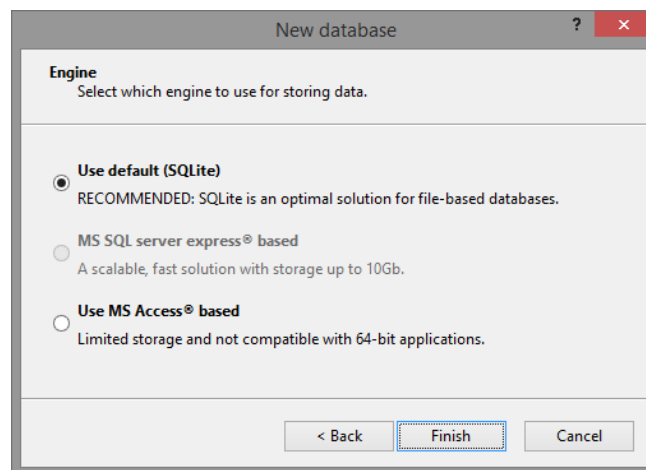 New database
?
x
Engine
Select which engine to use for storing data.
Use default (SQLite)
RECOMMENDED: SQLite is an optimal solution for file-based databases.
MS SQL server express® based
A scalable, fast solution with storage up to 10Gb.
Use MS Access® based
Limited storage and not compatible with 64-bit applications.
< Back Finish Cancel